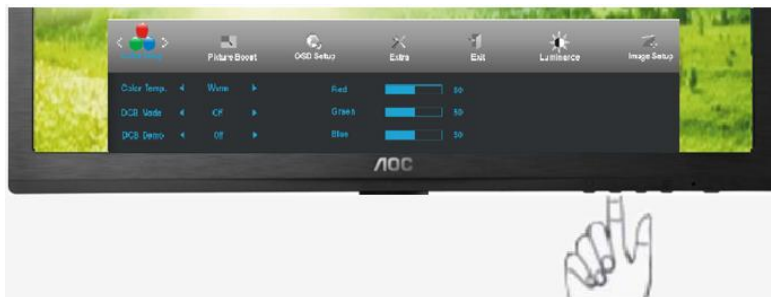 Picture Boost OSD Setup Extra Exit Luminance Image Setup
Color Temp. Warm Red 50
DCB Mode Off Green 50
DCB Demo Off Blue 50
AOC